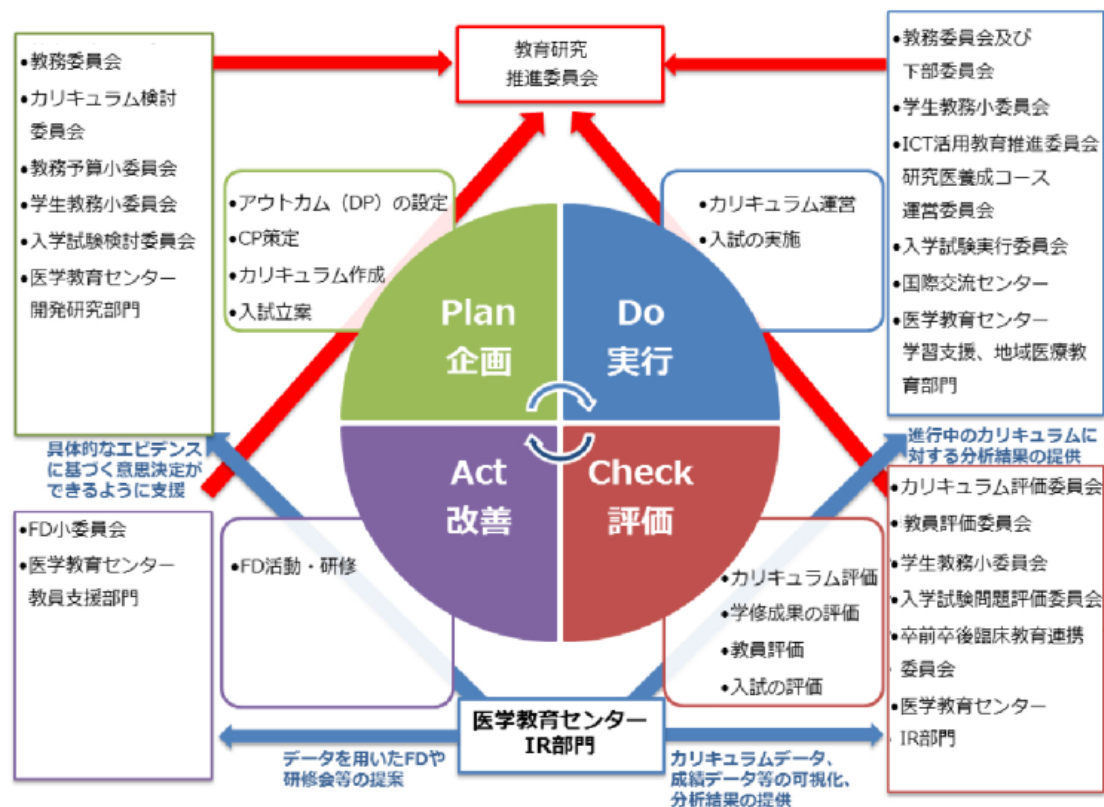 教育研究
推進委員会
●教務委員会
●カリキュラム検討
委員会
●教務予算小委員会
●学生教務小委員会
●入学試験検討委員会
●医学教育センター
開発研究部門
●アウトカム（DP）の設定
●CP策定
●カリキュラム作成
●入試立案
●カリキュラム運営
●入試の実施
●教務委員会及び
下部委員会
●学生教務小委員会
●ICT活用教育推進委員会
研究医養成コース
運営委員会
●入学試験実行委員会
●国際交流センター
●医学教育センター
学習支援、地域医療教
育部門
Plan
企画
Do
実行
Act
改善
Check
評価
具体的なエビデンス
に基づく意思決定が
できるように支援
進行中のカリキュラムに
対する分析結果の提供
●FD小委員会
●医学教育センター
教員支援部門
●FD活動・研修
●カリキュラム評価
●学修成果の評価
●教員評価
●入試の評価
●カリキュラム評価委員会
●教員評価委員会
●学生教務小委員会
●入学試験問題評価委員会
●卒前卒後臨床教育連携
委員会
●医学教育センター
IR部門
医学教育センター
IR部門
データを用いたFDや
研修会等の提案
カリキュラムデータ、
成績データ等の可視化、
分析結果の提供